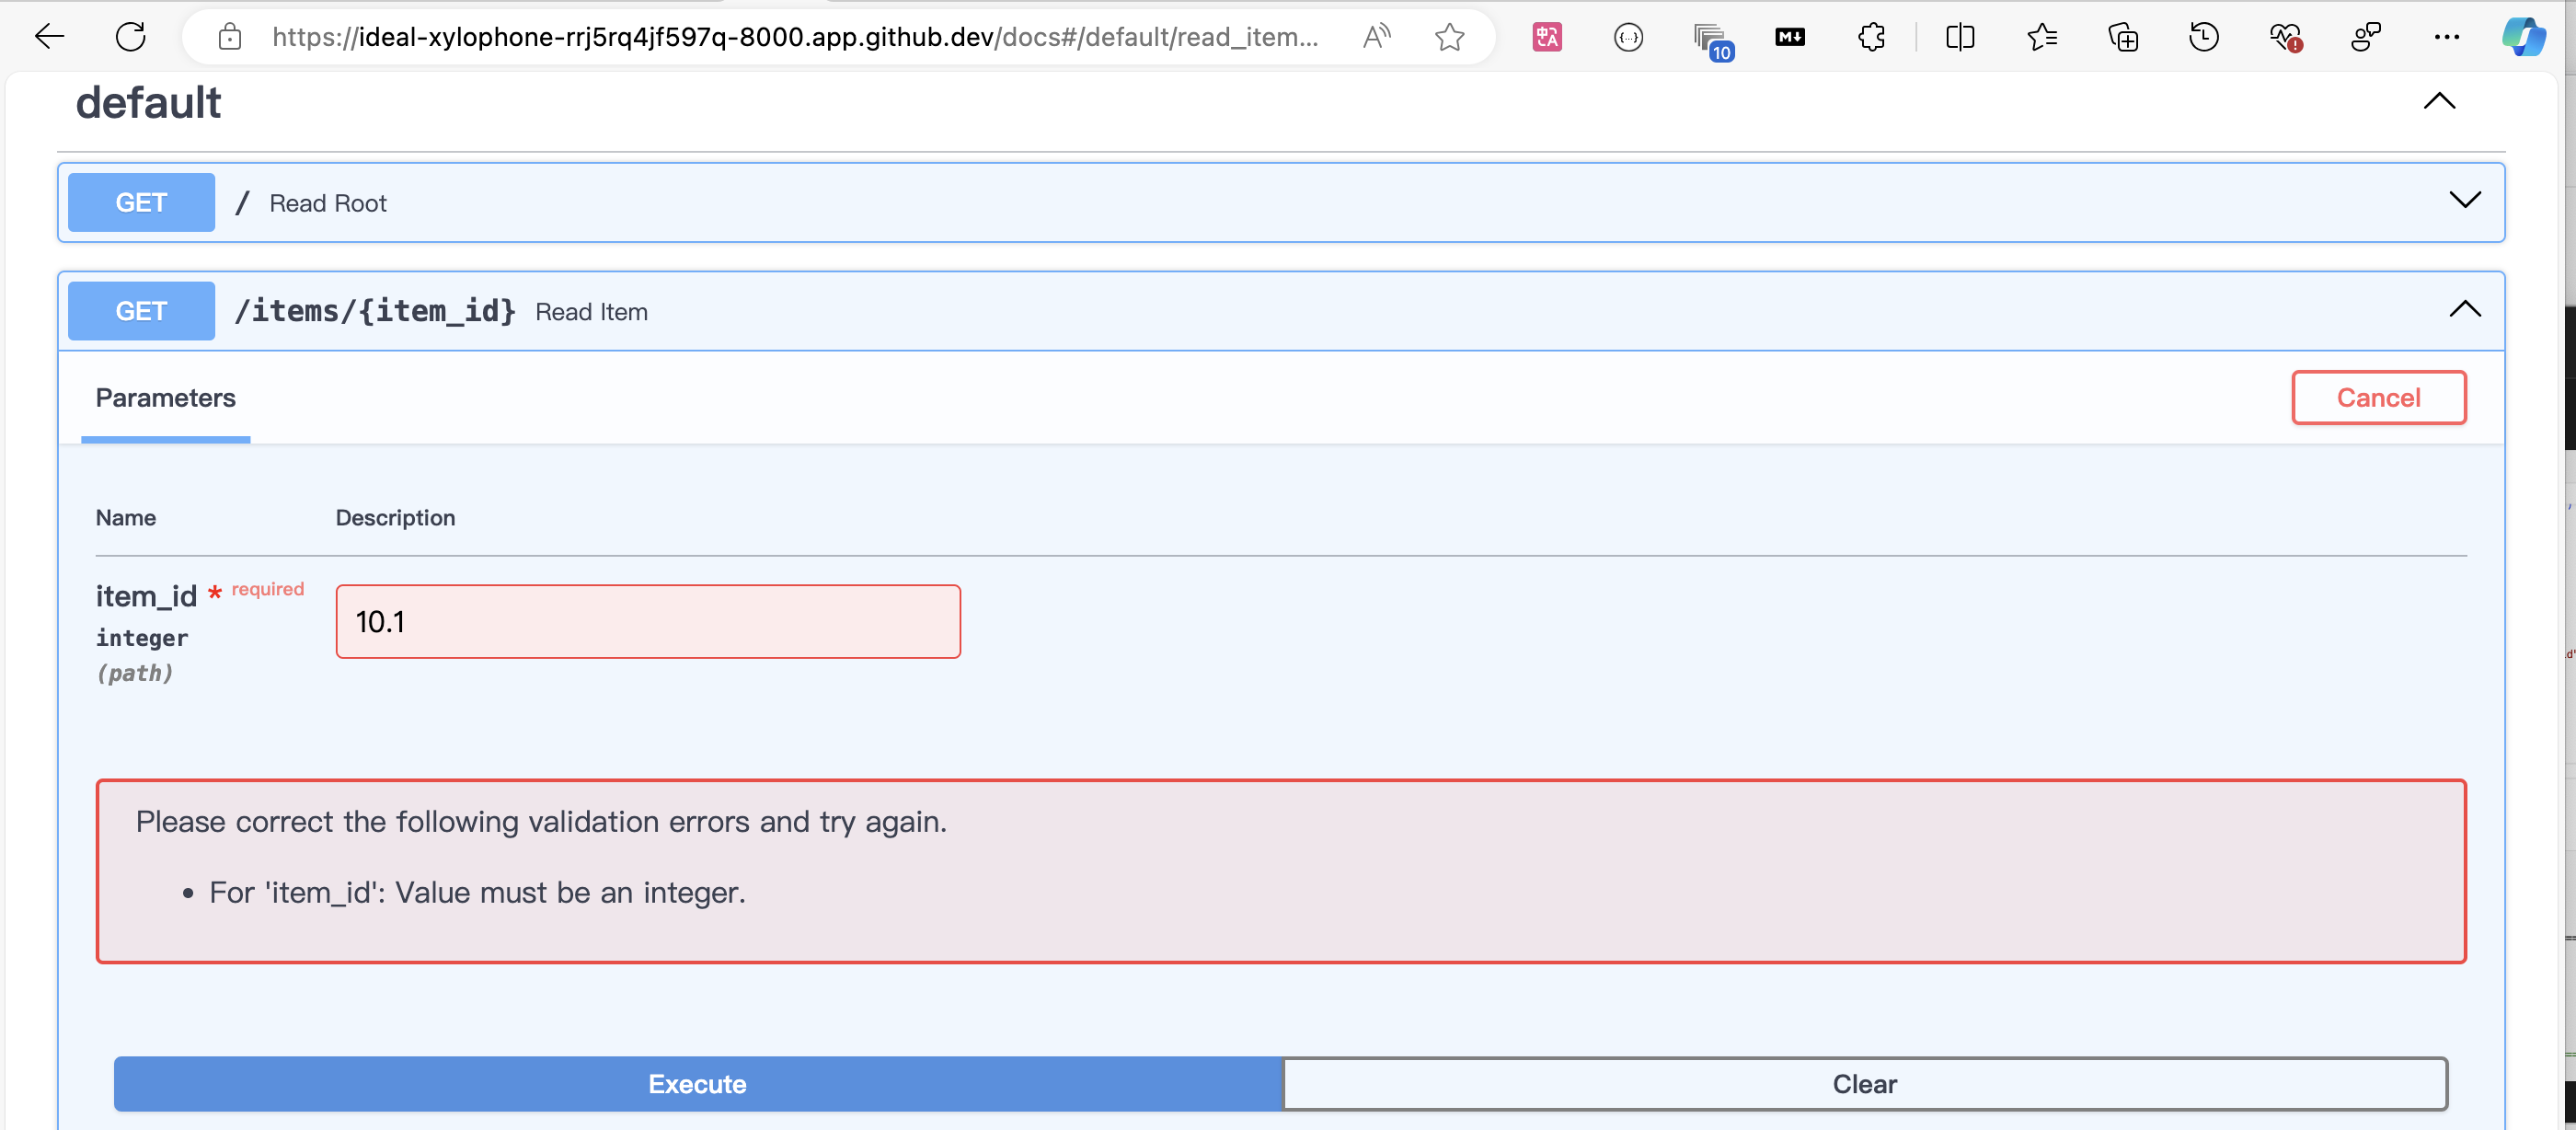 https://ideal-xylophone-rrj5rq4jf597q-8000.app.github.dev/docs#/default/read_item...
10
default
GET / Read Root
GET /items/{item_id} Read Item
Parameters
Cancel
Name Description
item_id * required
10.1
integer
(path)
Please correct the following validation errors and try again.
• For 'item_id': Value must be an integer.
Execute
Clear